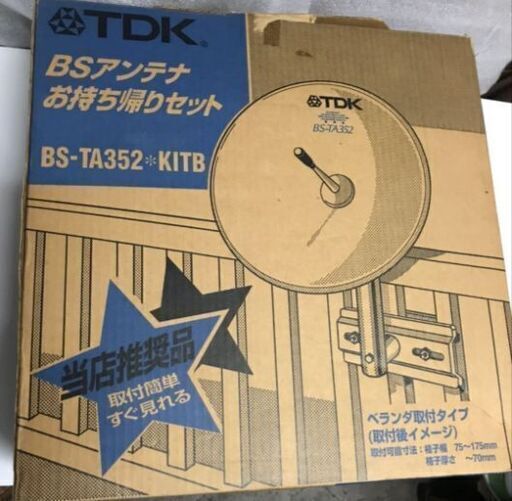 TDK®
BSアンテナ
お持ち帰りセット
BS-TA352*KITB
TDK
BS-TA352
当店推奨品
取付簡単
すぐ見れる
ベランダ取付タイプ
(取付後イメージ)
取付可能寸法:格子幅 75~175mm
格子厚さ ~70mm